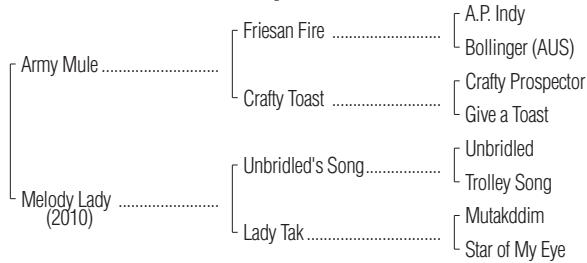 A.P. Indy
Friesan Fire ........................
Bollinger (AUS)
Army Mule ..........................
Crafty Prospector
Crafty Toast ........................
Give a Toast
Unbridled
Unbridled's Song.................
Trolley Song
Melody Lady ......................
(2010)
Mutakddim
Lady Tak..............................
Star of My Eye